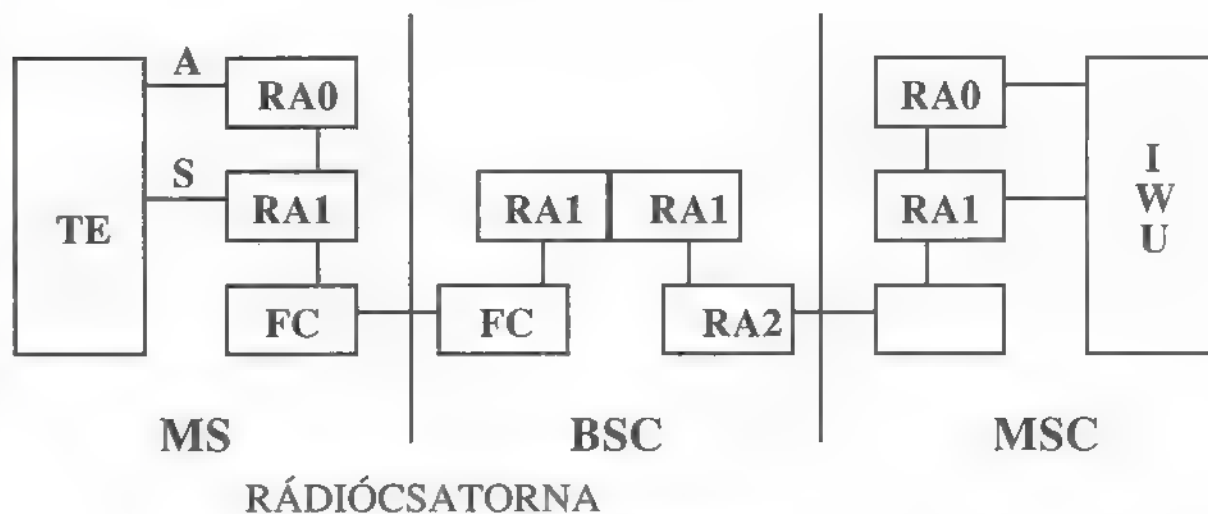 A
RA0
RA0
S
RA1
RA1
RA1
RA1
TE
I
W
U
FC
FC
RA2
MS
BSC
MSC
RÁDIÓCSATORNA